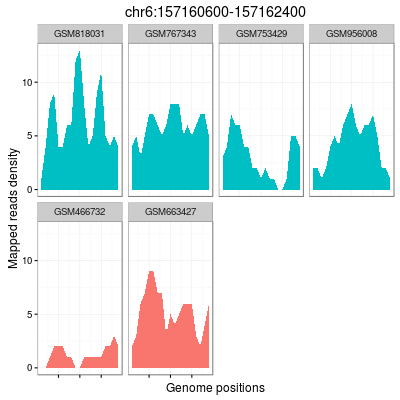 chr6:157160600-157162400
GSM818031 GSM767343 GSM753429 GSM956008
10
5
0
GSM466732 GSM663427
10
5
0
Mapped reads density
Genome positions